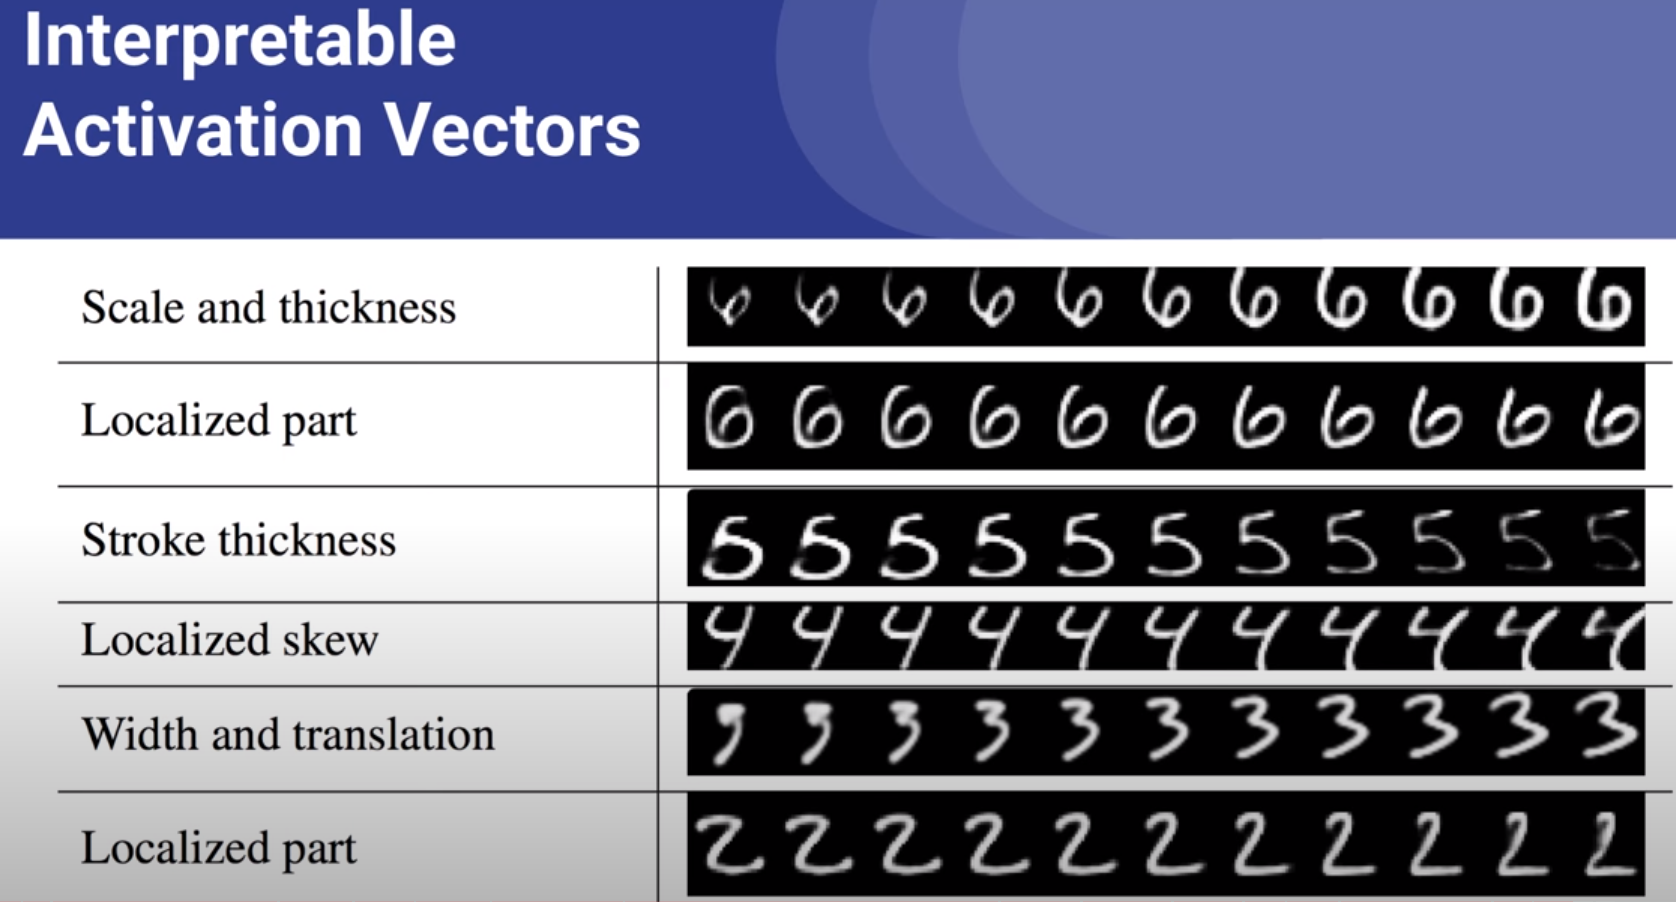 Interpretable
Activation Vectors
Scale and thickness
6 6 6 6 6 6 6 6 6 6 6
Localized part
6 6 6 6 6 6 6 6 6 6 6
Stroke thickness
5 5 5 5 5 5 5 5 5 5 5
Localized skew
4 4 4 4 4 4 4 4 4 4 4
Width and translation
3 3 3 3 3 3 3 3 3 3 3
Localized part
2 2 2 2 2 2 2 2 2 2 2